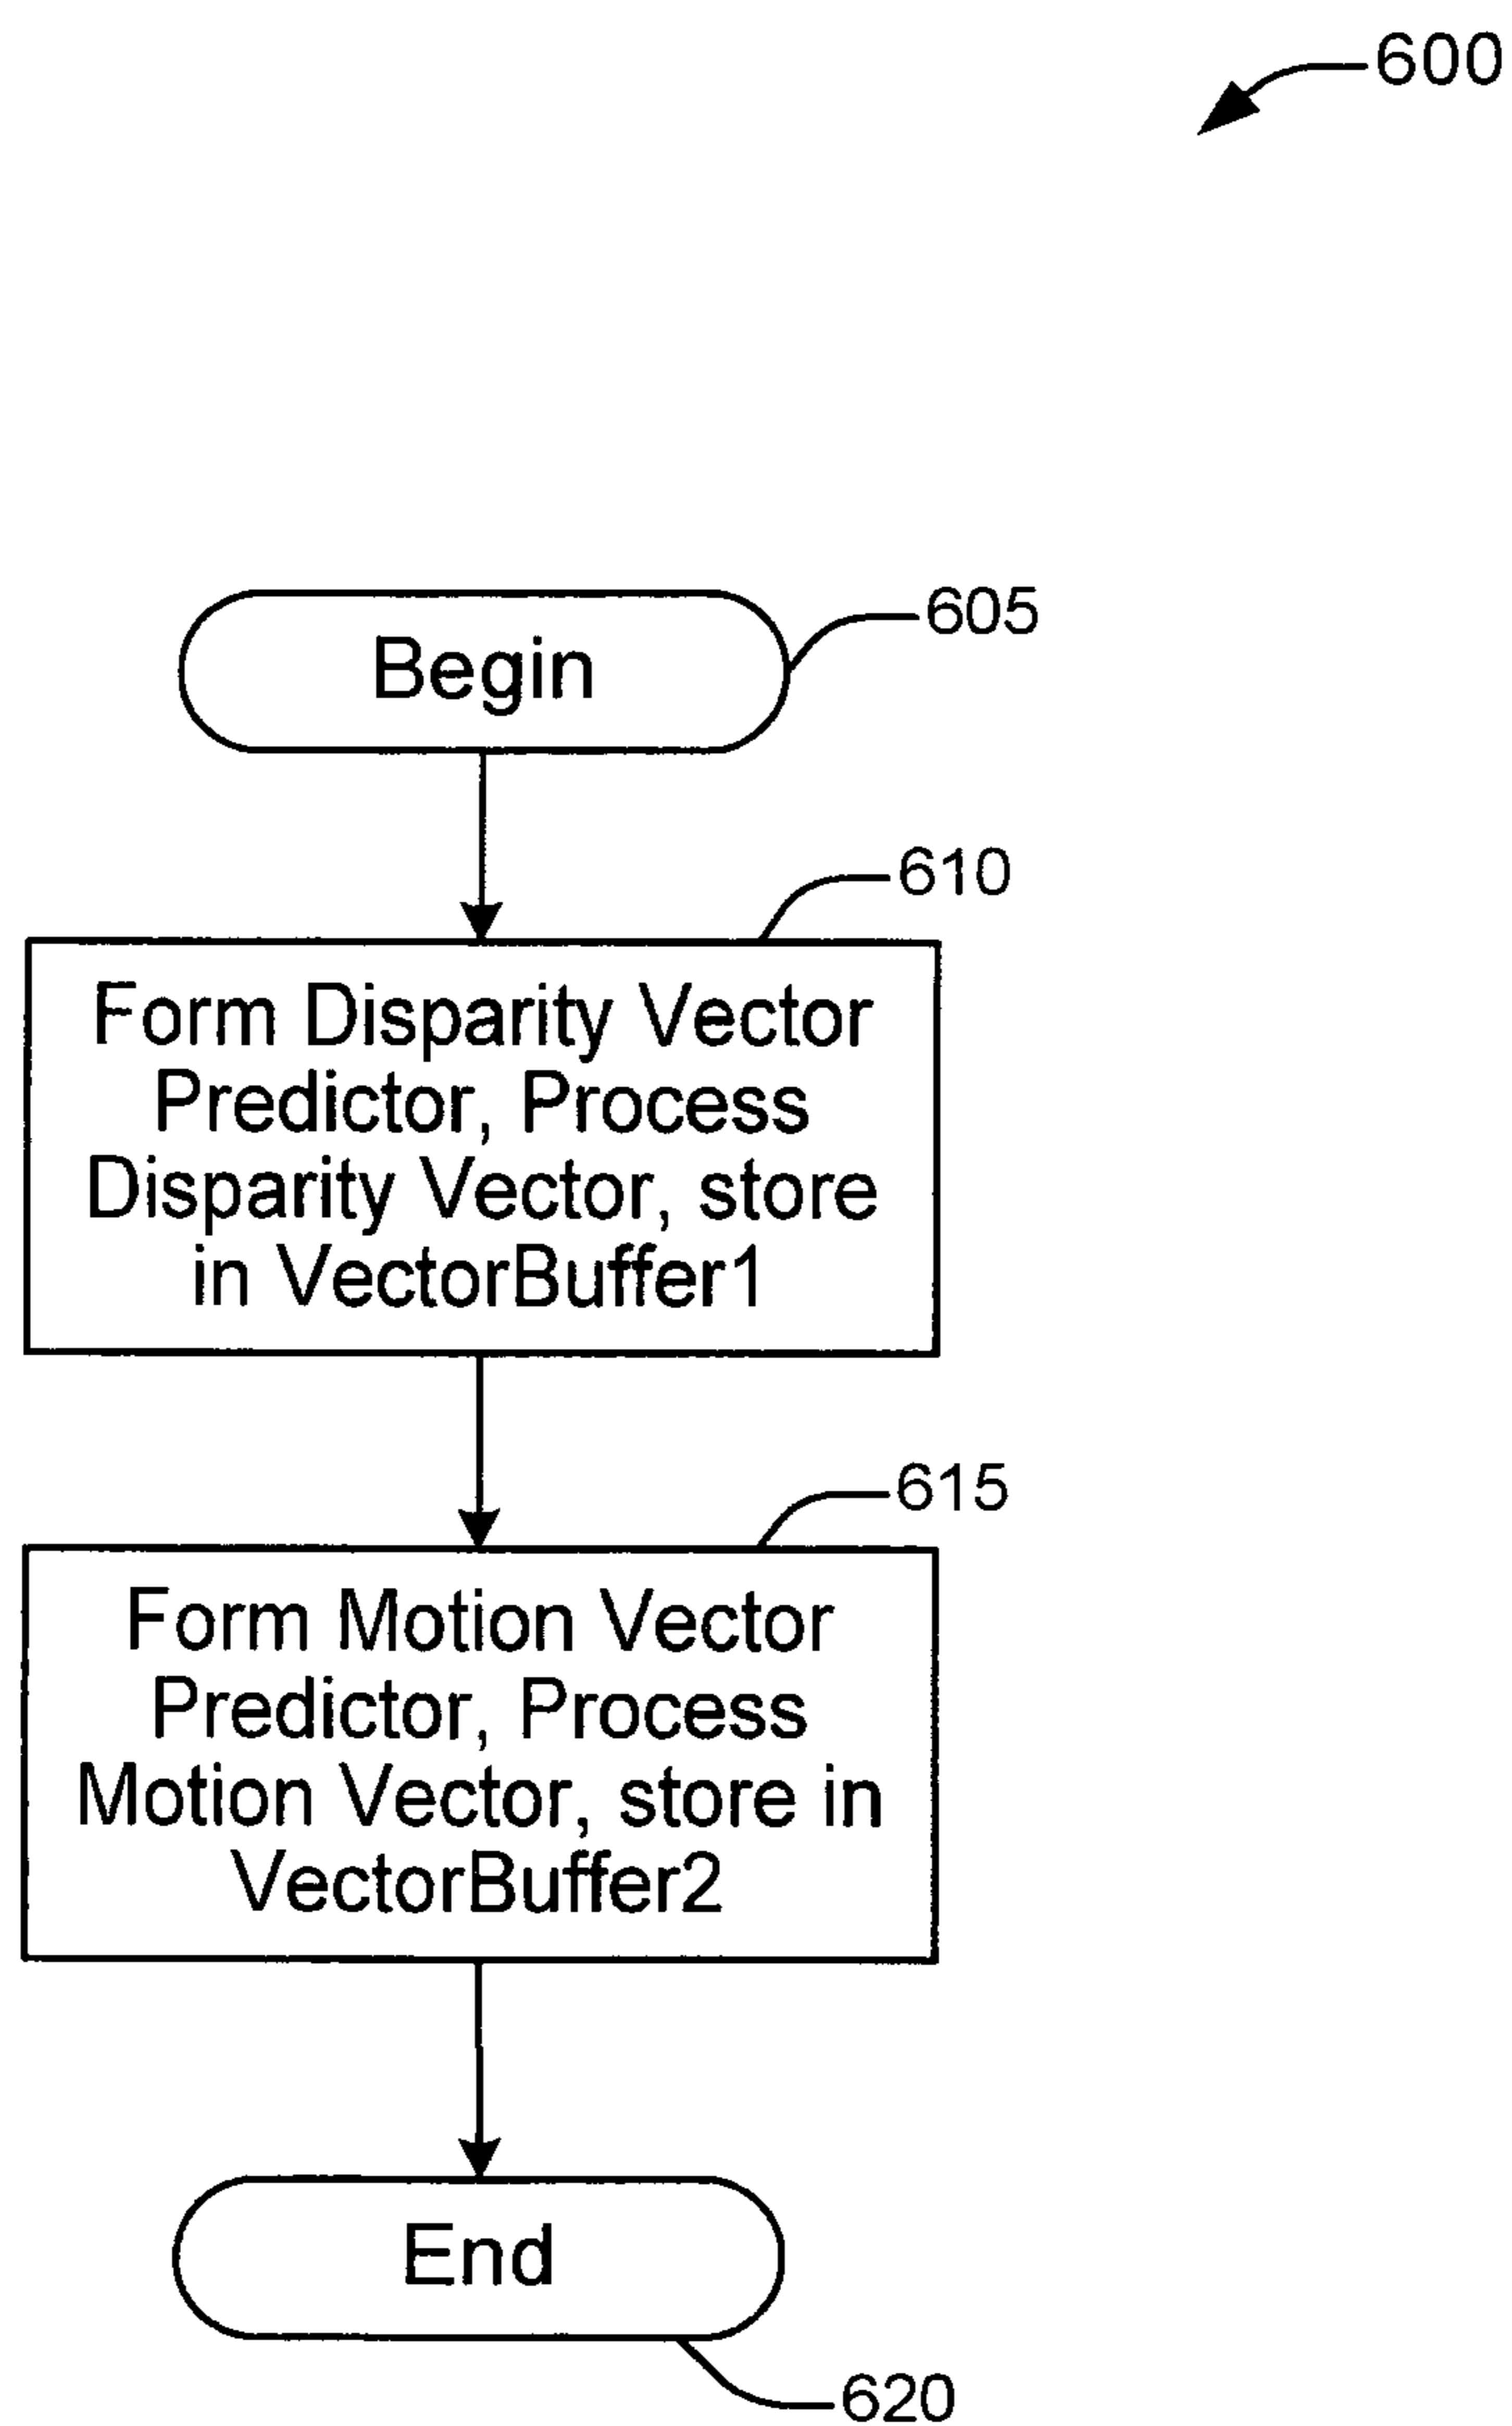 600
Begin
605
610
Form Disparity Vector
Predictor, Process
Disparity Vector, store
in VectorBuffer1
615
Form Motion Vector
Predictor, Process
Motion Vector, store in
VectorBuffer2
End
620